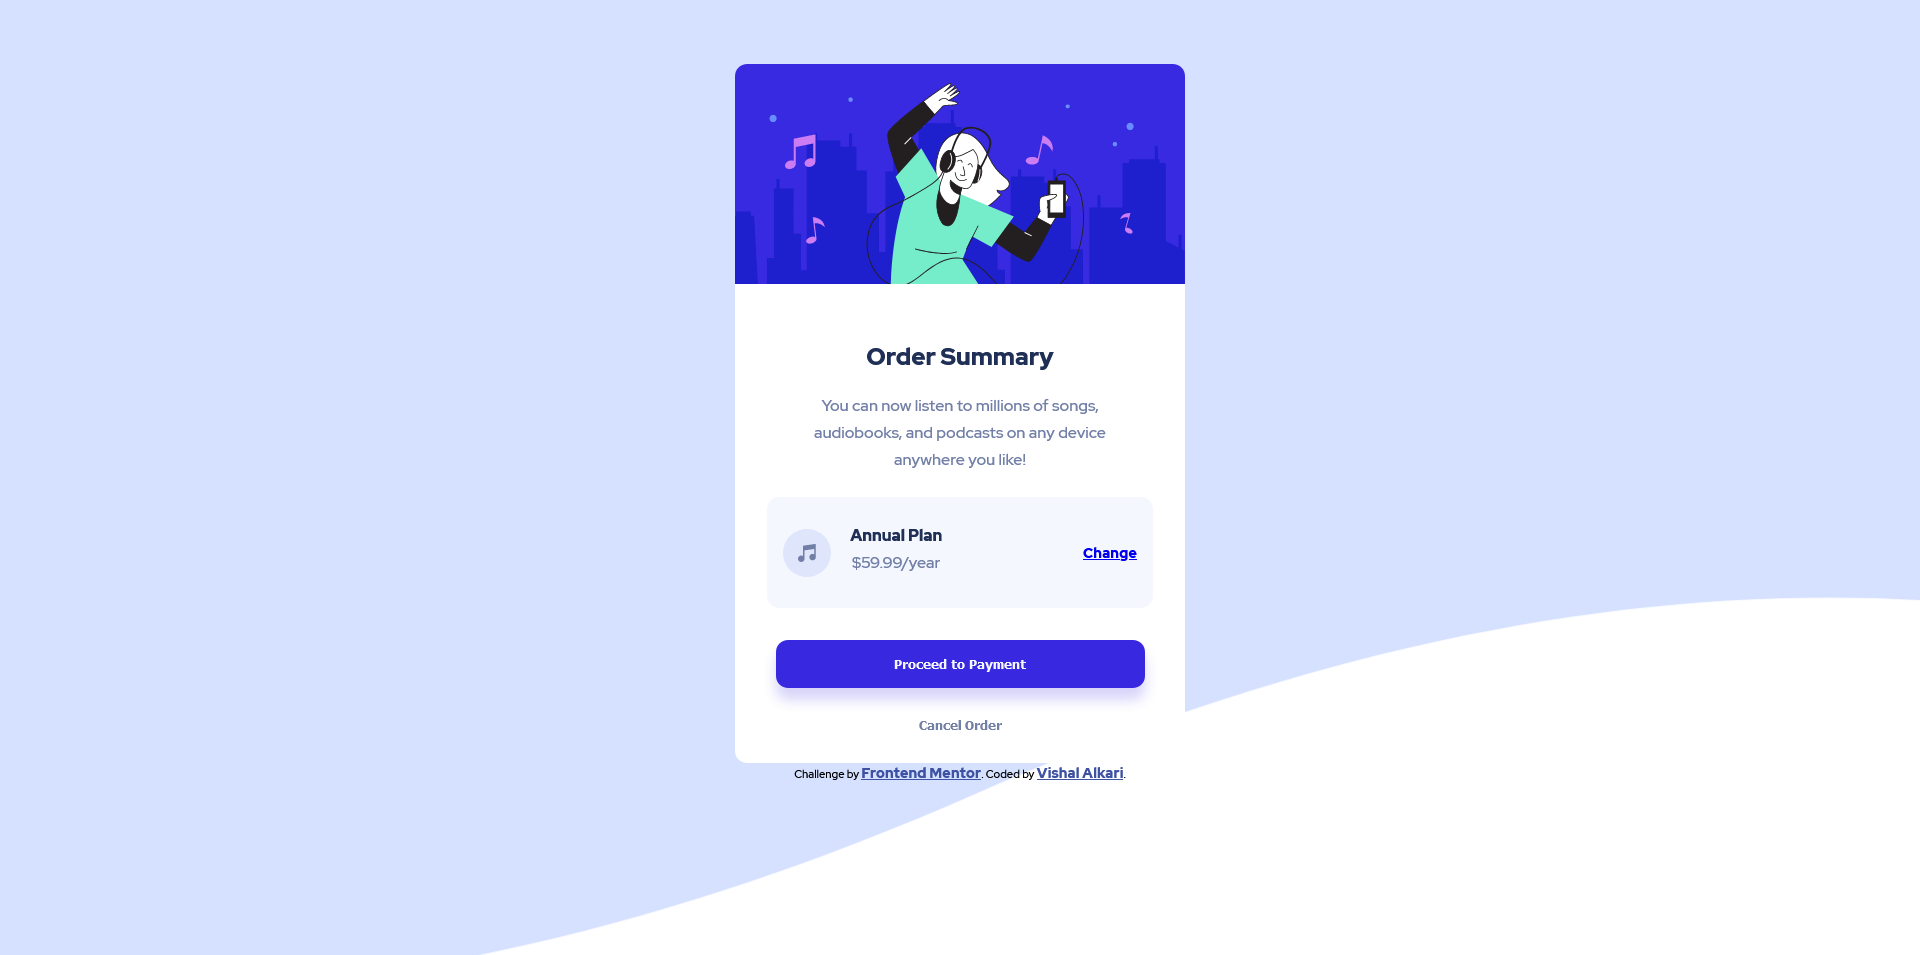 Order Summary
You can now listen to millions of songs,
audiobooks, and podcasts on any device
anywhere you like!
Annual Plan
$59.99/year
Change
Proceed to Payment
Cancel Order
Challenge by Frontend Mentor. Coded by Vishal Alkari.